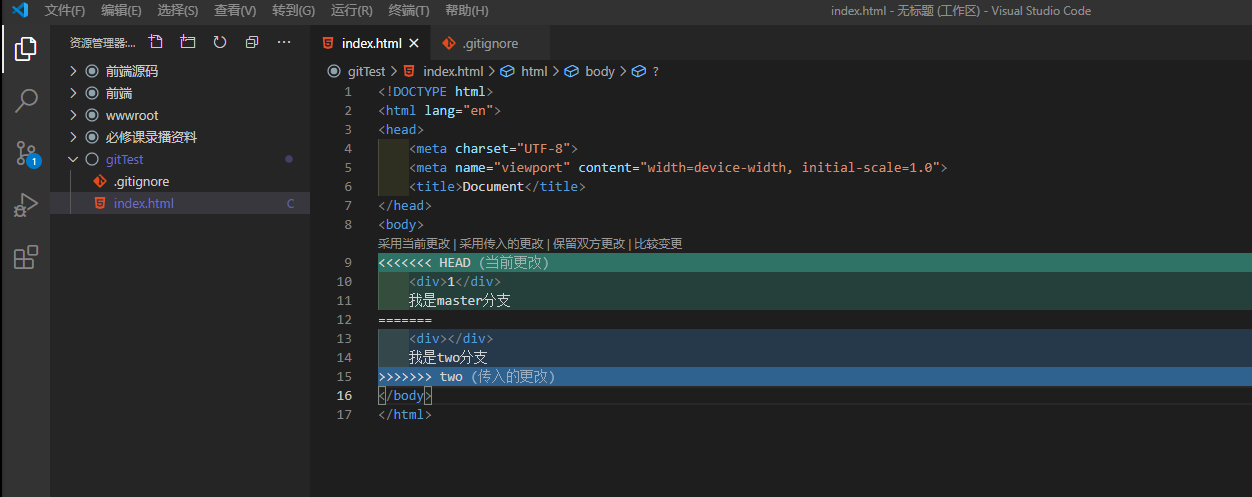 文件(F) 编辑(E) 选择(S) 查看(V) 转到(G) 运行(R) 终端(T) 帮助(H) index.html - 无标题 (工作区) - Visual Studio Code
资源管理器:... ···
index.html × .gitignore
gitTest > index.html > html > body > ?
前端源码
前端
wwwroot
必修课录播资料
gitTest
.gitignore
index.html C
1
1 <!DOCTYPE html>
2 <html lang="en">
3 <head>
4 <meta charset="UTF-8">
5 <meta name="viewport" content="width=device-width, initial-scale=1.0">
6 <title>Document</title>
7 </head>
8 <body>
采用当前更改 | 采用传入的更改 | 保留双方更改 | 比较变更
9 <<<<<<< HEAD (当前更改)
10 <div>1</div>
11 我是master分支
12 =======
13 <div></div>
14 我是two分支
15 >>>>>>> two (传入的更改)
16 </body>
17 </html>